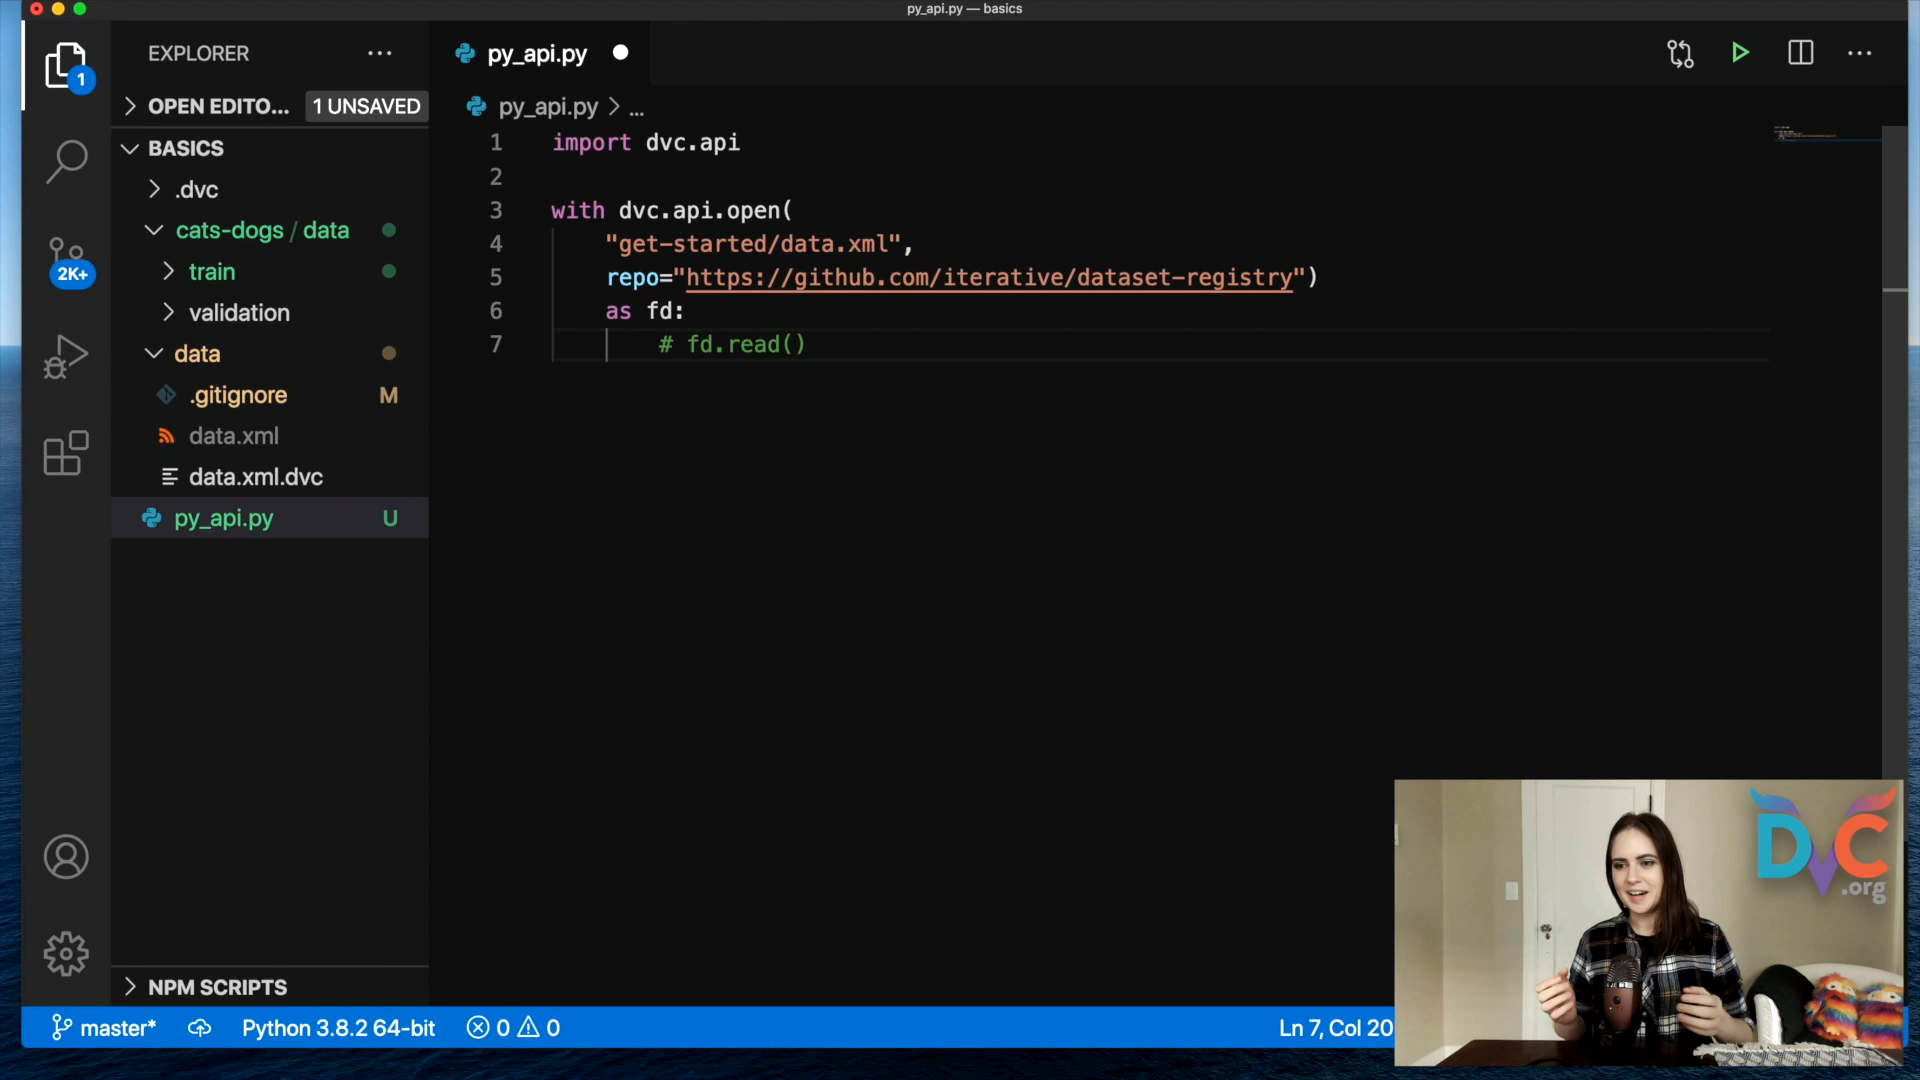 py_api.py — basics
EXPLORER
py_api.py
1
OPEN EDITO... 1 UNSAVED
py_api.py > ...
BASICS
.dvc
cats-dogs / data
train
validation
data
.gitignore M
data.xml
data.xml.dvc
py_api.py U
2K+
1 import dvc.api
2
3 with dvc.api.open(
4 "get-started/data.xml",
5 repo="https://github.com/iterative/dataset-registry")
6 as fd:
7 # fd.read()
NPM SCRIPTS
master* Python 3.8.2 64-bit 0 0 Ln 7, Col 20
DVC
.org